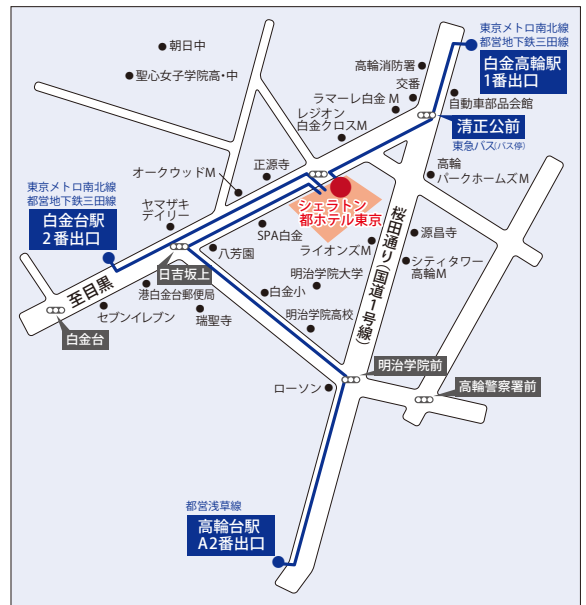 東京メトロ南北線
都営地下鉄三田線
白金高輪駅
1番出口
朝日中
聖心女子学院高・中
高輪消防署
交番
ラマーレ白金M
レジオン
白金クロスM
自動車部品会館
清正公前
東急バス(バス停)
正源寺
オークウッドM
高輪
パークホームズM
東京メトロ南北線
都営地下鉄三田線
白金台駅
2番出口
ヤマザキ
デイリー
シェラトン
都ホテル東京
SPA白金
八芳園
ライオンズM
桜田通り(国道1号線)
源昌寺
シティタワー
高輪M
日吉坂上
至目黒
明治学院大学
白金小
港白金台郵便局
セブンイレブン
瑞聖寺
明治学院高校
白金台
明治学院前
高輪警察署前
ローソン
都営浅草線
高輪台駅
A2番出口